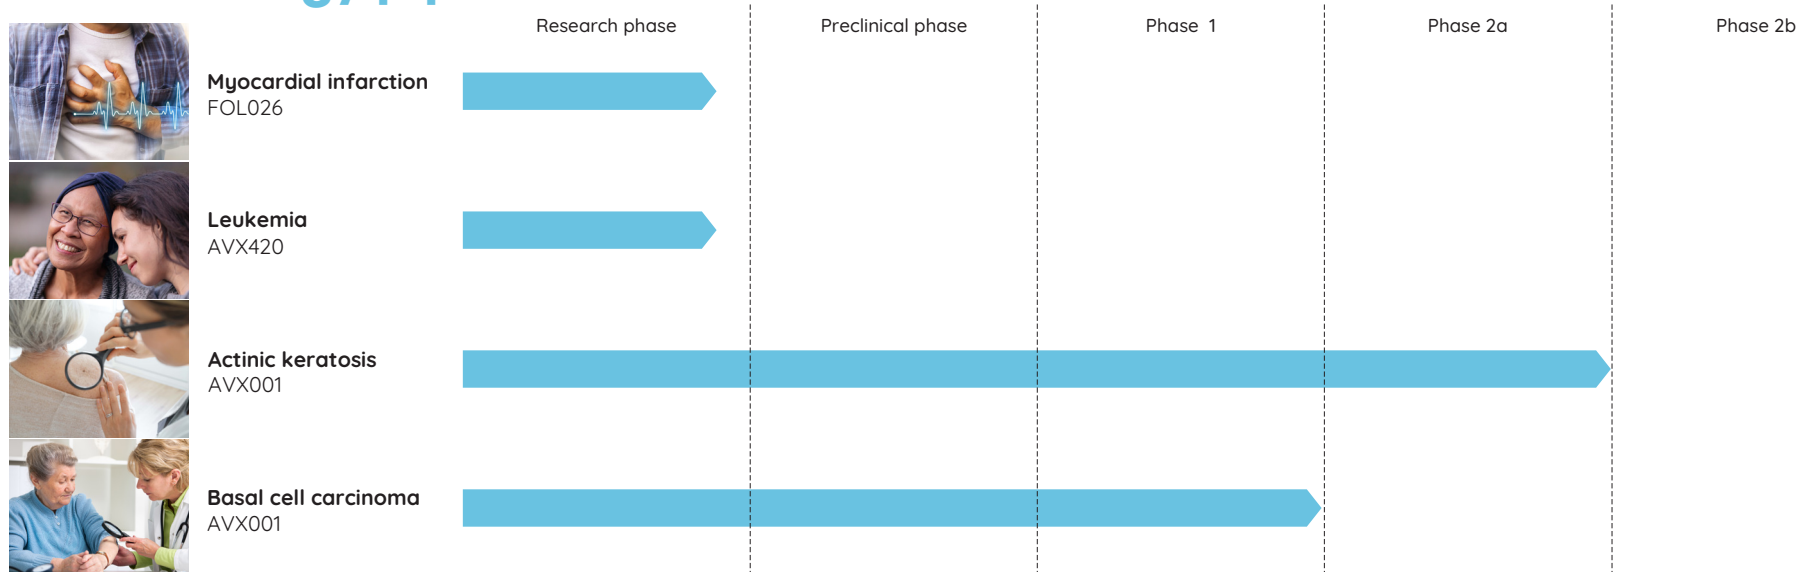 Research phase
Preclinical phase
Phase 1
Phase 2a
Phase 2b
Myocardial infarction
FOL026
Leukemia
AVX420
Actinic keratosis
AVX001
Basal cell carcinoma
AVX001